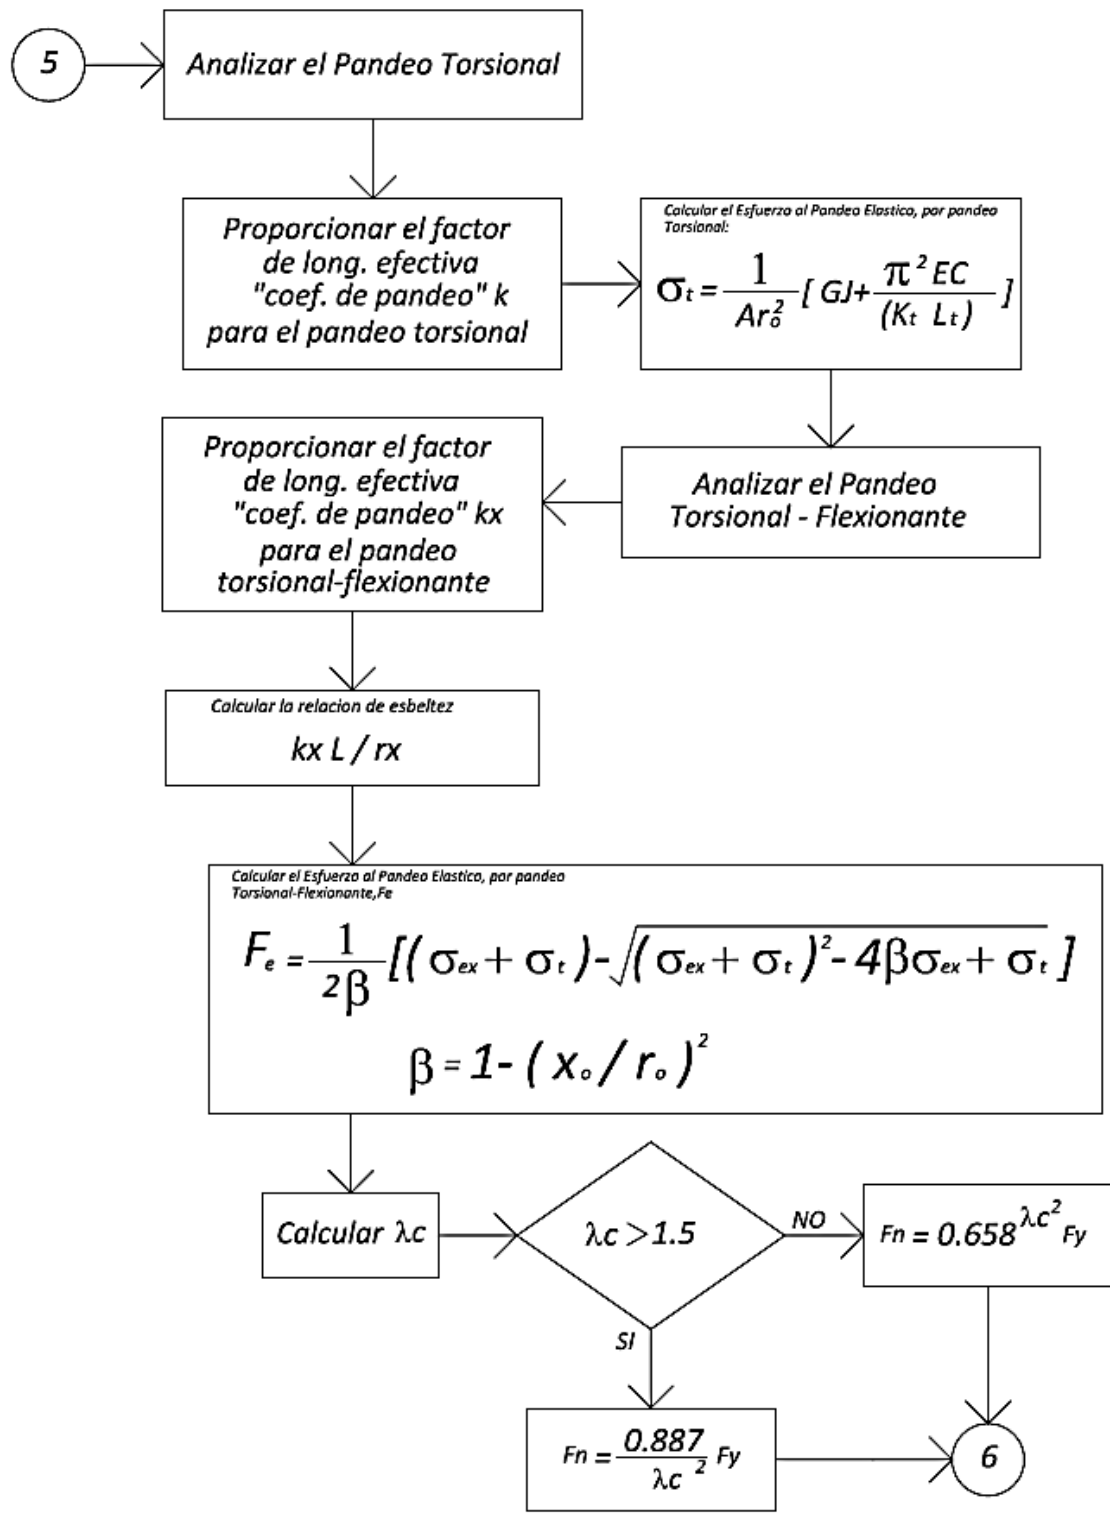 5
Analizar el Pandeo Torsional
Proporcionar el factor
de long. efectiva
"coef. de pandeo" k
para el pandeo torsional
Calcular el Esfuerzo al Pandeo Elastico, por pandeo
Torsional:
σt = 1/Aro² [ GJ+ π² EC/(Kt Lt) ]
Analizar el Pandeo
Torsional - Flexionante
Proporcionar el factor
de long. efectiva
"coef. de pandeo" kx
para el pandeo
torsional-flexionante
Calcular la relacion de esbeltez
kx L / rx
Calcular el Esfuerzo al Pandeo Elastico, por pandeo
Torsional-Flexionante,Fe
Fe = 1/2β [( σex + σt )-√( σex + σt )² - 4βσex + σt ]
β = 1- ( xo / ro )²
Calcular λc
λc >1.5
NO
Fn = 0.658^λc² Fy
SI
Fn = 0.887/λc² Fy
6